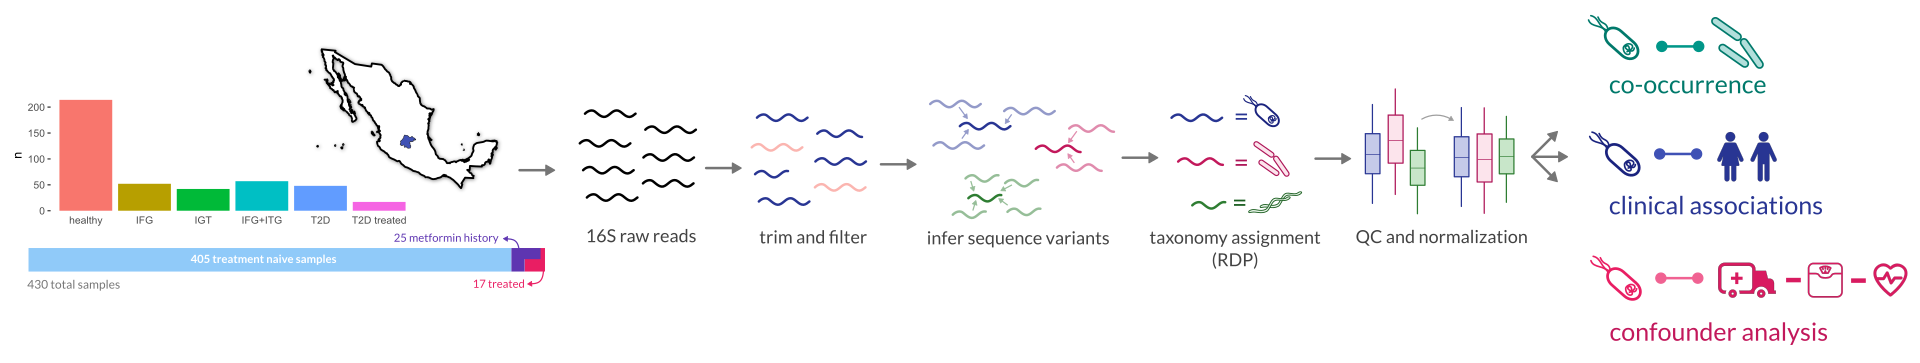 n
200
150
100
50
0
healthy
IFG
IGT
IFG+ITG
T2D
T2D treated
25 metformin history
405 treatment naive samples
430 total samples
17 treated
16S raw reads
trim and filter
infer sequence variants
taxonomy assignment
(RDP)
QC and normalization
co-occurrence
clinical associations
confounder analysis